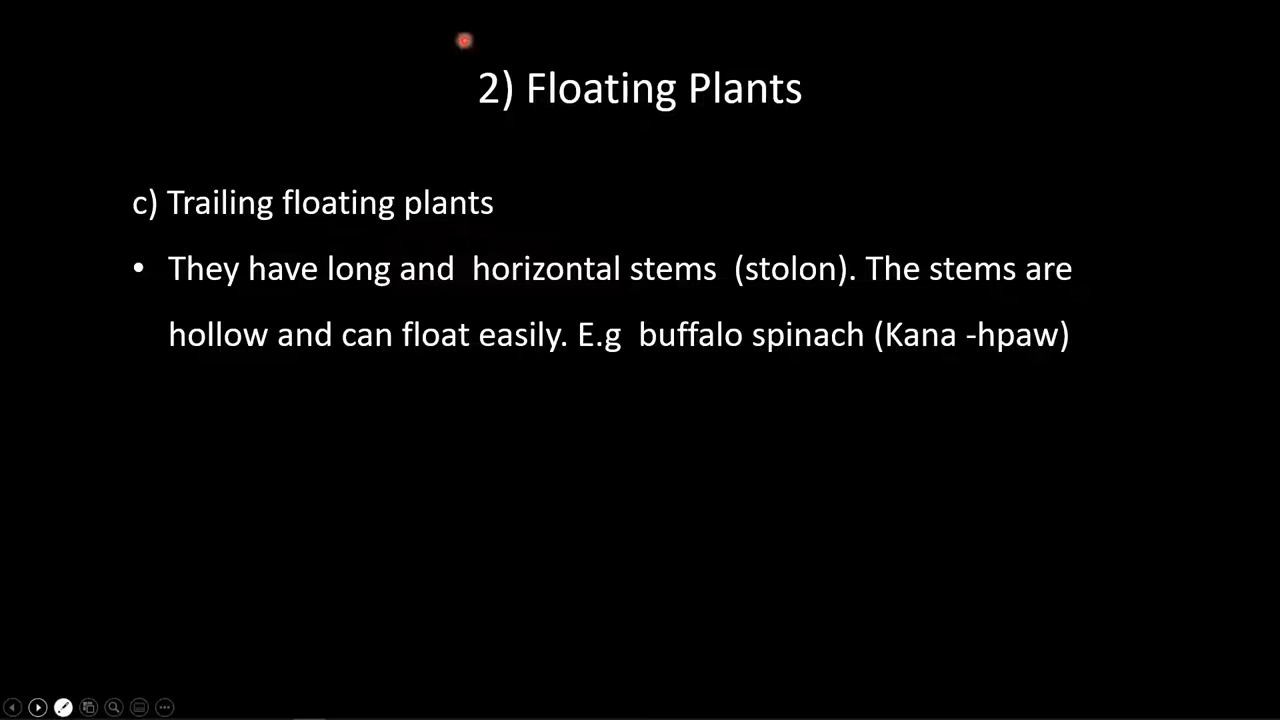 2) Floating Plants
c) Trailing floating plants
• They have long and  horizontal stems  (stolon). The stems are
hollow and can float easily. E.g  buffalo spinach (Kana -hpaw)